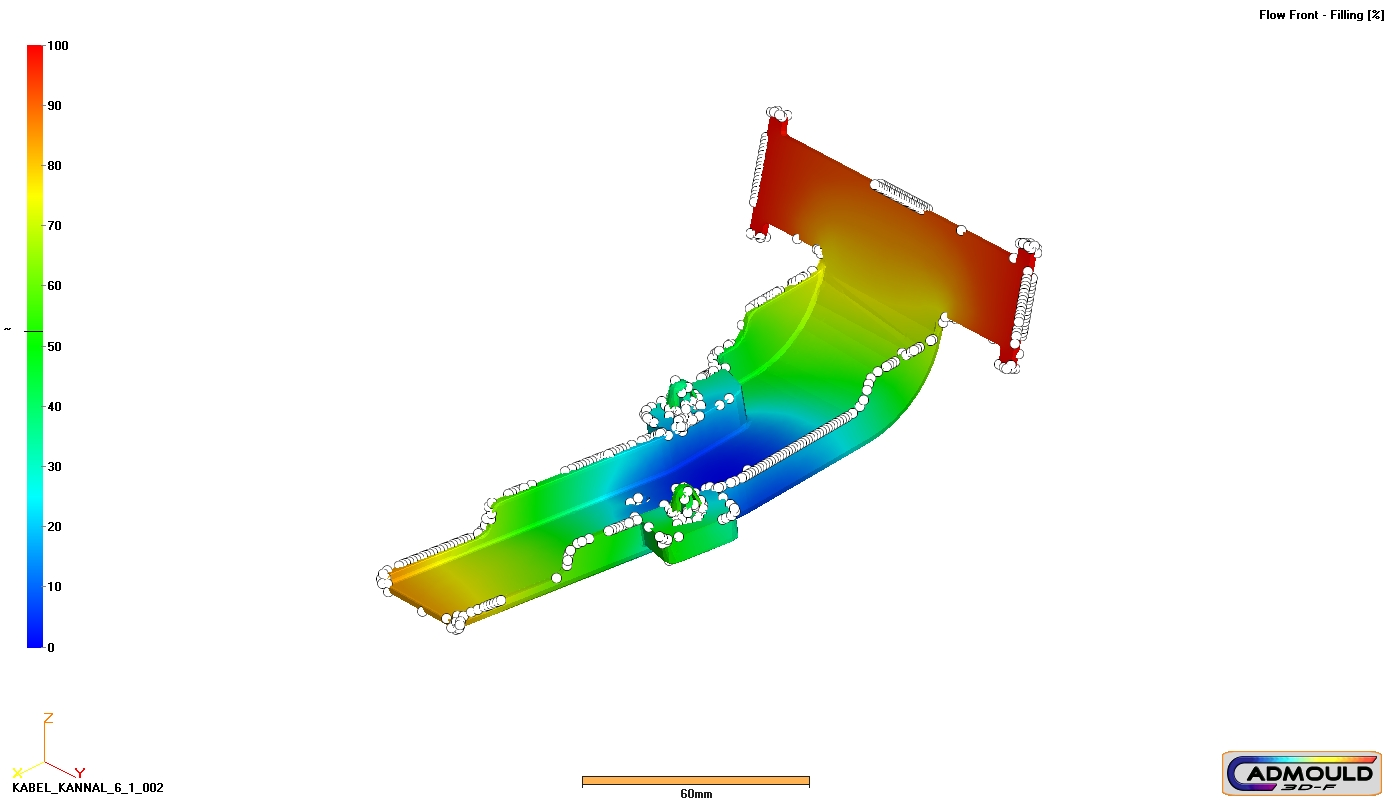 Flow Front - Filling [%]
100
90
80
70
60
~
50
40
30
20
10
0
Z
X
Y
KABEL_KANNAL_6_1_002
60mm
CADMOULD
3D-F